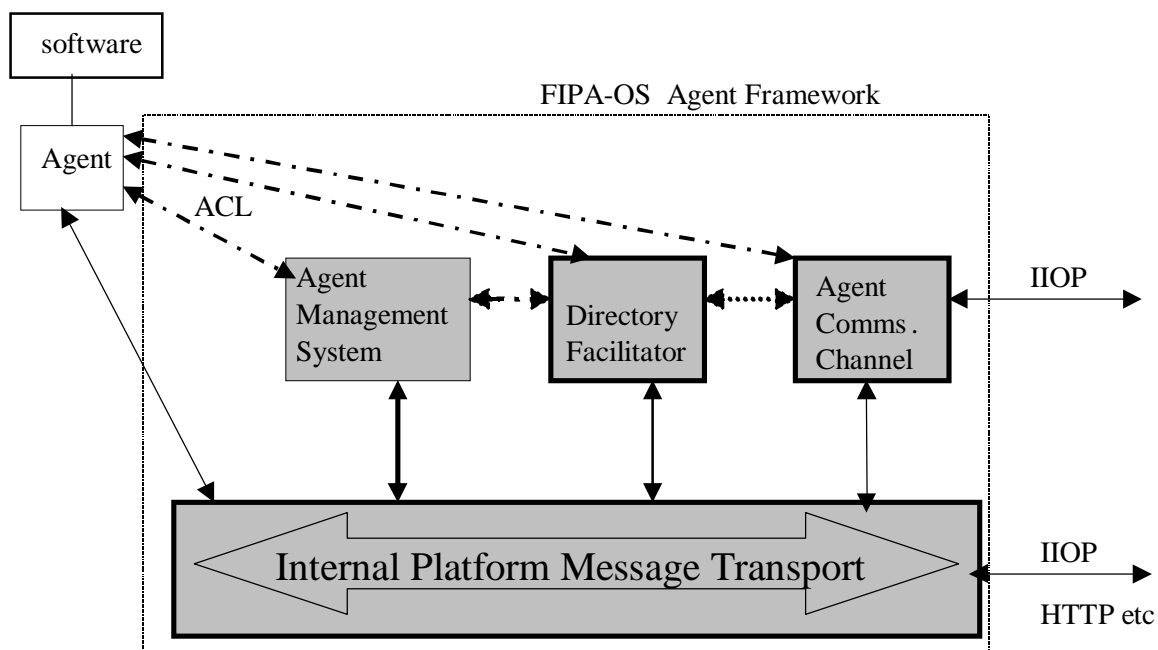 software
FIPA-OS Agent Framework
Agent
ACL
Agent
Management
System
Directory
Facilitator
Agent
Comms.
Channel
IIOP
Internal Platform Message Transport
IIOP
HTTP etc